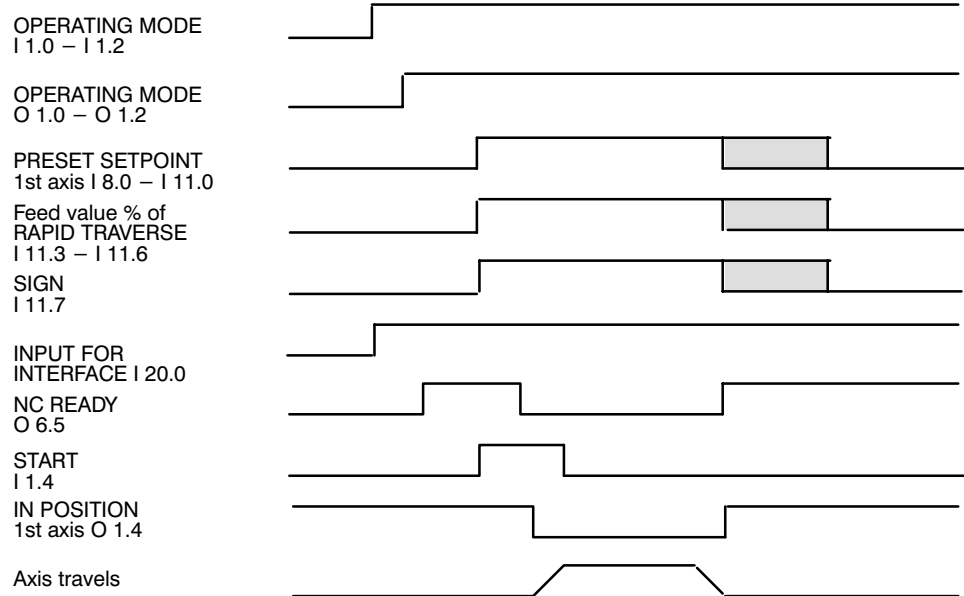 OPERATING MODE
I 1.0 – I 1.2
OPERATING MODE
O 1.0 – O 1.2
PRESET SETPOINT
1st axis I 8.0 – I 11.0
Feed value % of
RAPID TRAVERSE
I 11.3 – I 11.6
SIGN
I 11.7
INPUT FOR
INTERFACE I 20.0
NC READY
O 6.5
START
I 1.4
IN POSITION
1st axis O 1.4
Axis travels